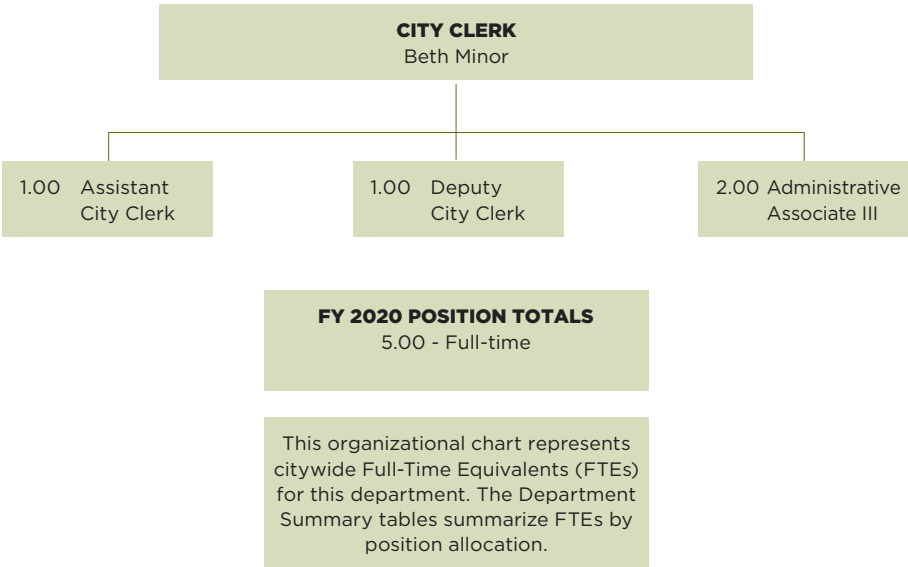 CITY CLERK
Beth Minor
1.00 Assistant
City Clerk
1.00 Deputy
City Clerk
2.00 Administrative
Associate III
FY 2020 POSITION TOTALS
5.00 - Full-time
This organizational chart represents
citywide Full-Time Equivalents (FTEs)
for this department. The Department
Summary tables summarize FTEs by
position allocation.